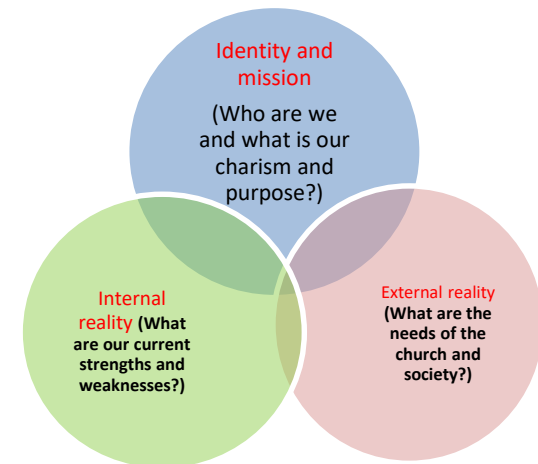 Identity and
mission
(Who are we
and what is our
charism and
purpose?)
Internal
reality (What
are our current
strengths and
weaknesses?)
External reality
(What are the
needs of the
church and
society?)